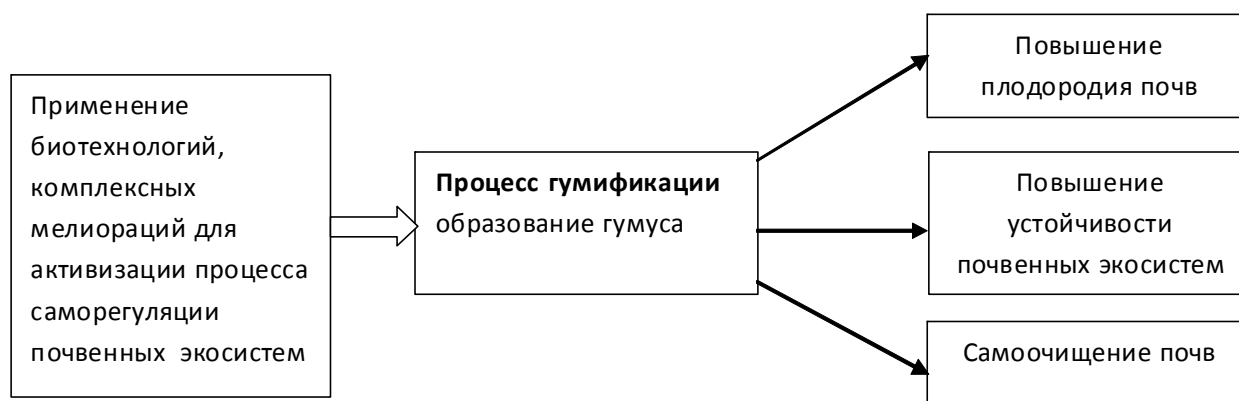 Применение
биотехнологий,
комплексных
мелиораций для
активизации процесса
саморегуляции
почвенных экосистем
Процесс гумификации
образование гумуса
Повышение
плодородия почв
Повышение
устойчивости
почвенных экосистем
Самоочищение почв